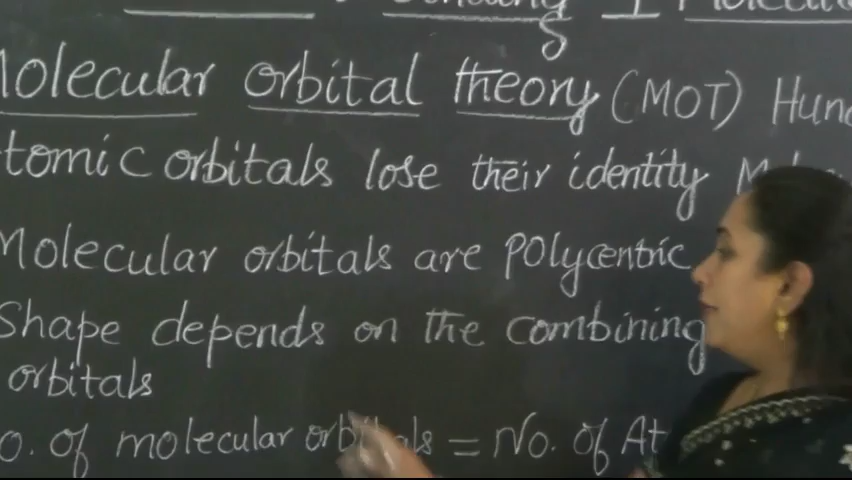 Molecular orbital theory (MOT) Hund
tomic orbitals lose their identity
Molecular orbitals are polycentric
Shape depends on the combining
orbitals
o. of molecular orbitals = No. of At